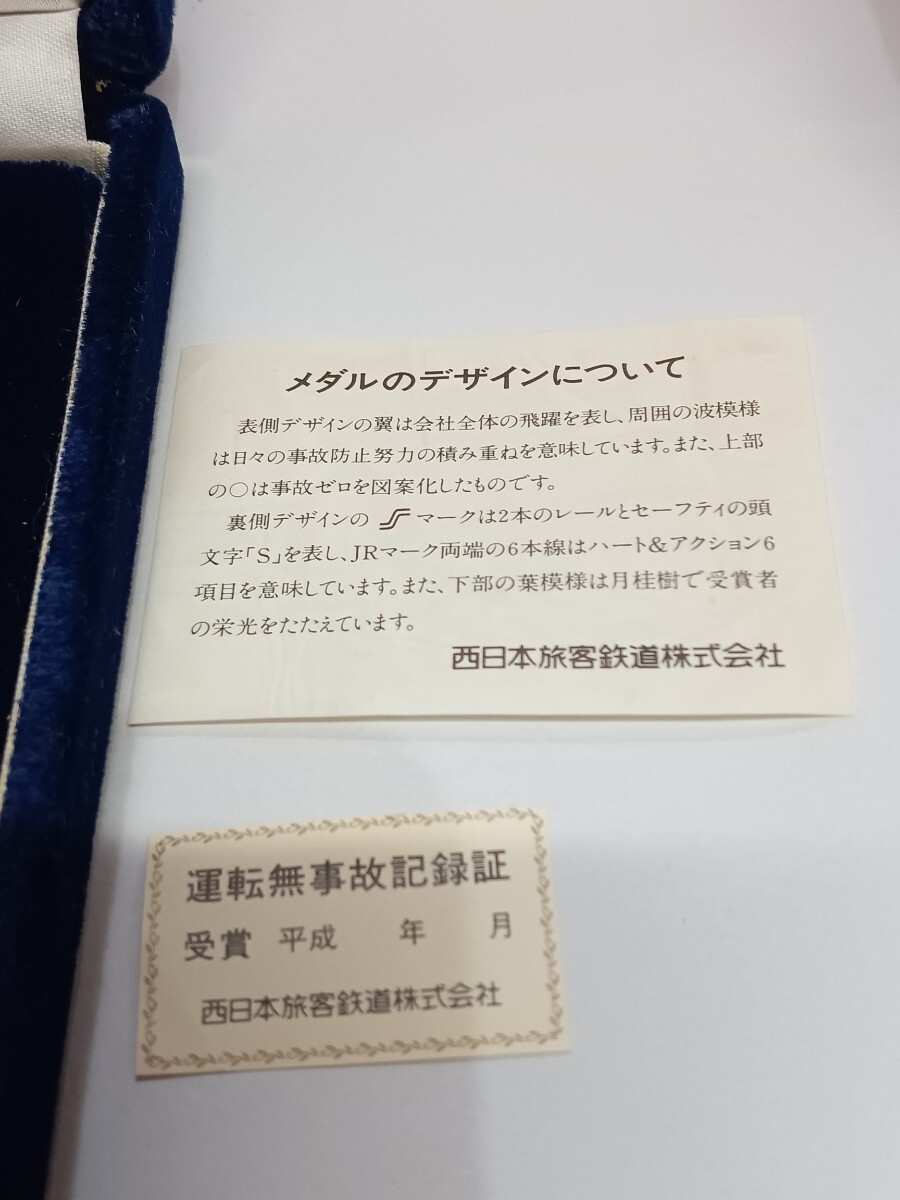 メダルのデザインについて
表側デザインの翼は会社全体の飛躍を表し、周囲の波模様
は日々の事故防止努力の積み重ねを意味しています。また、上部
の○は事故ゼロを図案化したものです。
裏側デザインの マークは2本のレールとセーフティの頭
文字「S」を表し、JRマーク両端の6本線はハート&アクション6
項目を意味しています。また、下部の葉模様は月桂樹で受賞者
の栄光をたたえています。
西日本旅客鉄道株式会社
運転無事故記録証
受賞 平成 年 月
西日本旅客鉄道株式会社